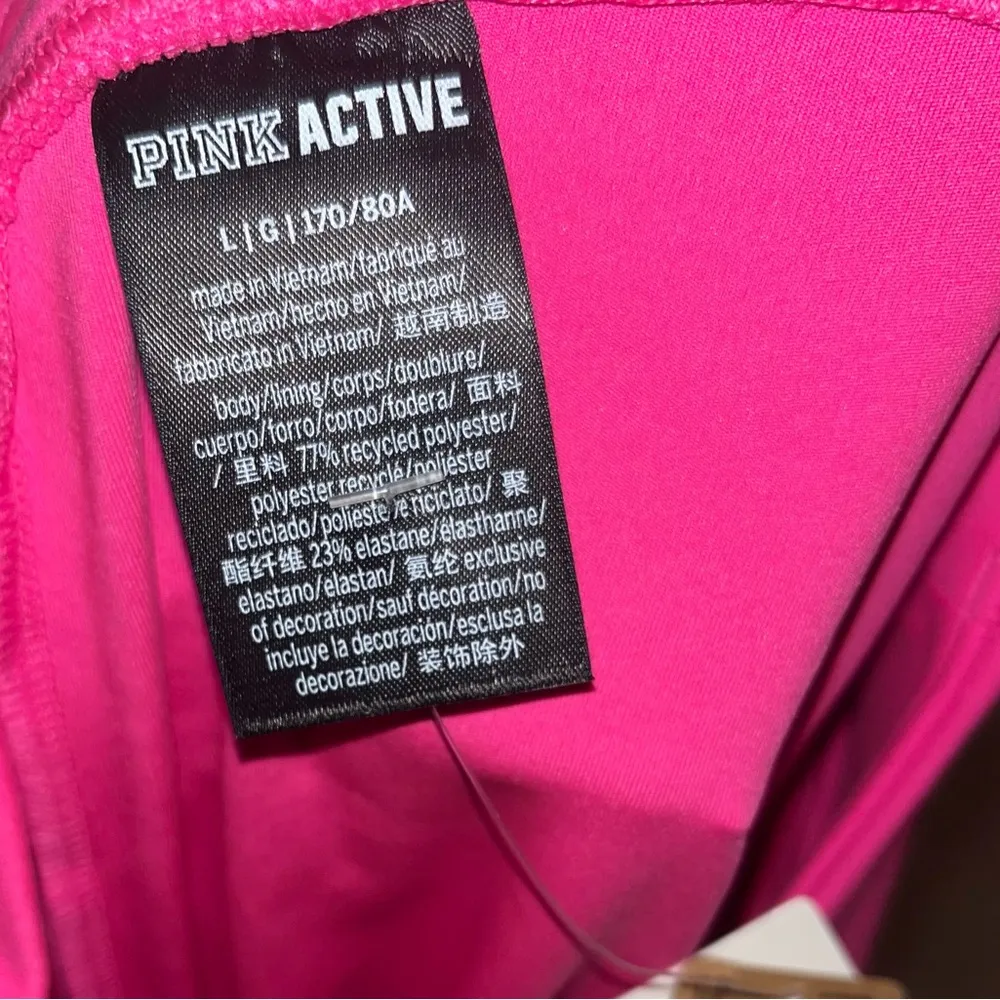 PINK ACTIVE
L | G | 170/80A
made in Vietnam/fabriqué au
Vietnam/hecho en Vietnam/
fabbricato in Vietnam/ 越南制造
body/lining/corps/doublure/
cuerpo/forro/corpo/fodera/ 面料
/ 里料 77% recycled polyester/
polyester recyclé/poliéster
reciclado/poliestere riciclato/ 聚
酯纤维 23% elastane/élasthanne/
elastano/elastan/ 氨纶 exclusive
of decoration/sauf décoration/no
incluye la decoración/esclusa la
decorazione/ 装饰除外